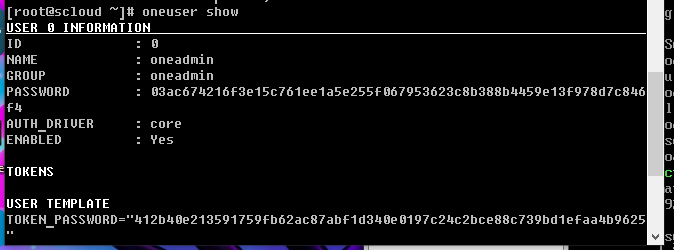 [root@scloud ~]# oneuser show
USER 0 INFORMATION
ID              : 0
NAME            : oneadmin
GROUP           : oneadmin
PASSWORD        : 03ac674216f3e15c761ee1a5e255f067953623c8b388b4459e13f978d7c846
f4
AUTH_DRIVER     : core
ENABLED         : Yes
TOKENS
USER TEMPLATE
TOKEN_PASSWORD="412b40e213591759fb62ac87abf1d340e0197c24c2bce88c739bd1efaa4b9625
"